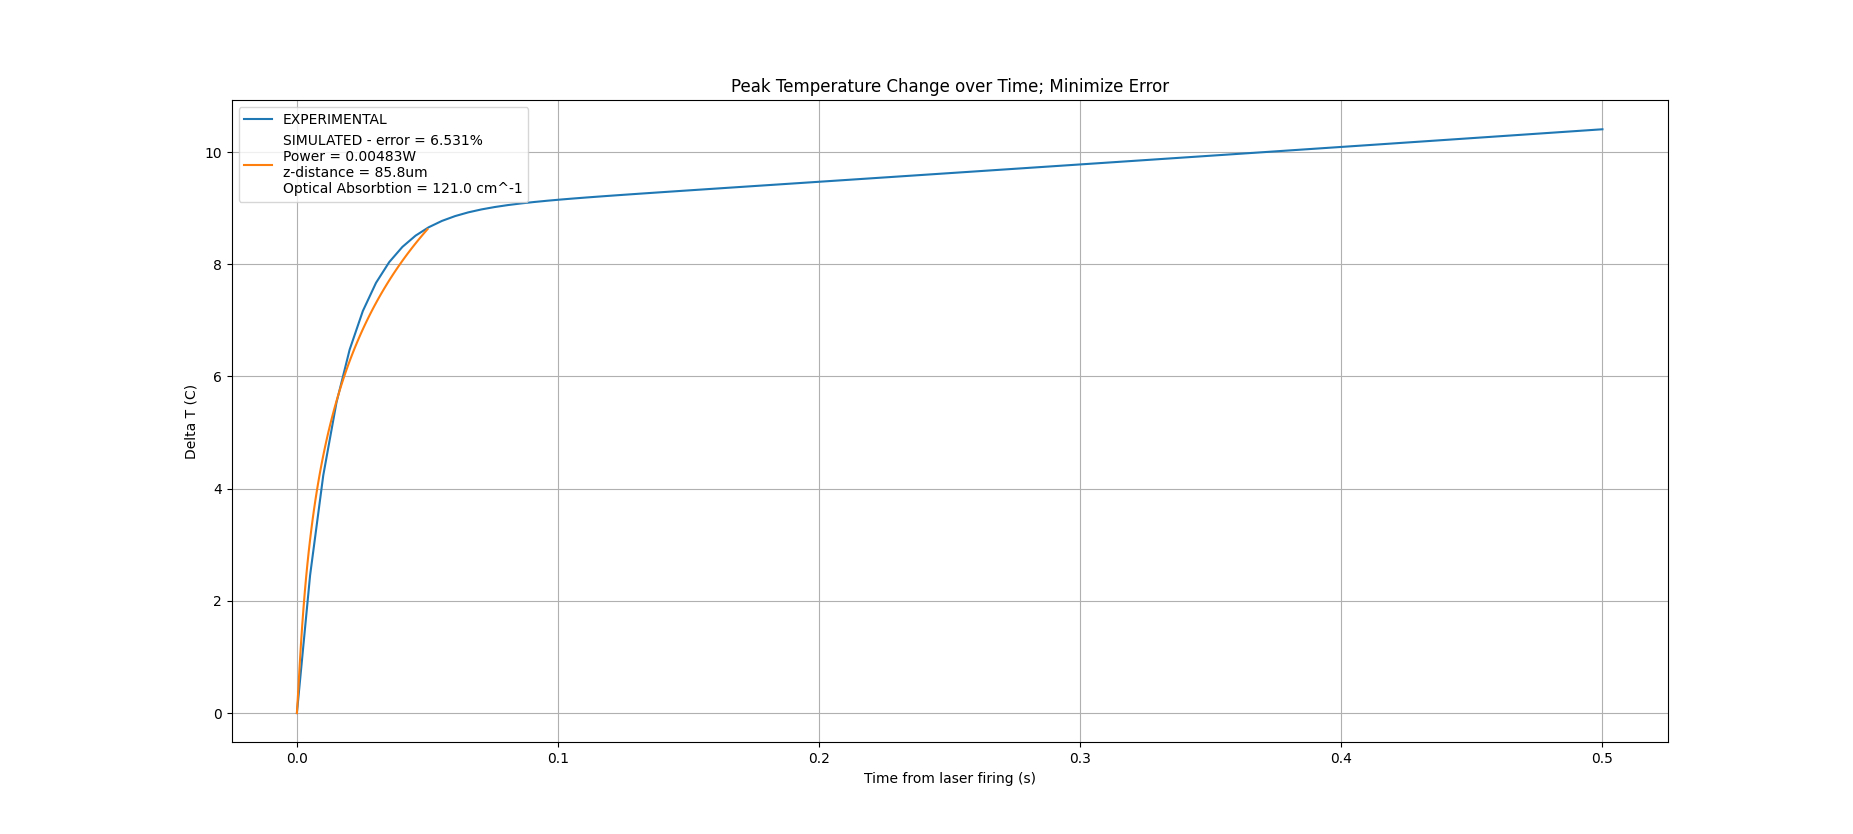 Peak Temperature Change over Time; Minimize Error
EXPERIMENTAL
SIMULATED - error = 6.531%
Power = 0.00483W
z-distance = 85.8um
Optical Absorbtion = 121.0 cm^-1
10
8
6
4
2
0
Delta T (C)
0.0 0.1 0.2 0.3 0.4 0.5
Time from laser firing (s)